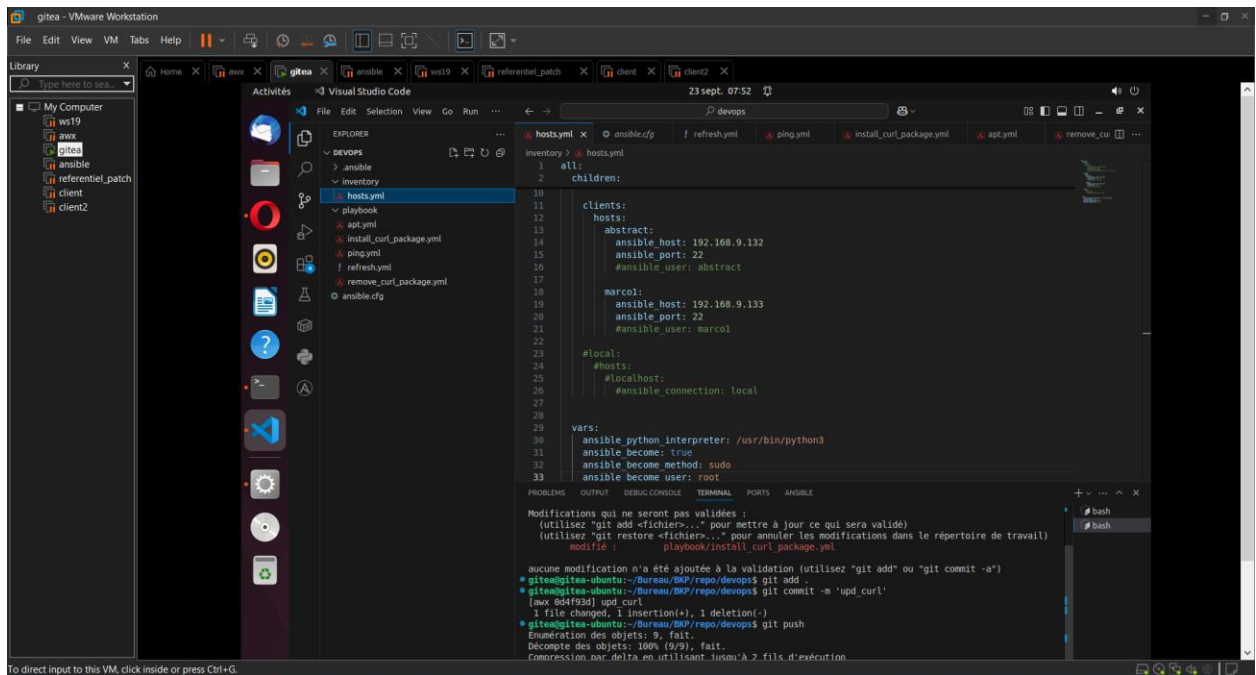 gitea - VMware Workstation
File Edit View VM Tabs Help
Library
Type here to sea...
My Computer
ws19
awx
gitea
ansible
referentiel_patch
client
client2
Home awx gitea ansible ws19 referentiel_patch client client2
Activités Visual Studio Code 23 sept. 07:52
File Edit Selection View Go Run ... devops
EXPLORER
DEVOPS
.ansible
inventory
hosts.yml
playbook
apt.yml
install_curl_package.yml
ping.yml
refresh.yml
remove_curl_package.yml
ansible.cfg
hosts.yml ansible.cfg refresh.yml ping.yml install_curl_package.yml apt.yml remove_cu
inventory > hosts.yml
1 all:
2 children:
10
11 clients:
12 hosts:
13 abstract:
14 ansible_host: 192.168.9.132
15 ansible_port: 22
16 #ansible_user: abstract
17
18 marco1:
19 ansible_host: 192.168.9.133
20 ansible_port: 22
21 #ansible_user: marco1
22
23 #local:
24 #hosts:
25 #localhost:
26 #ansible_connection: local
27
28
29 vars:
30 ansible_python_interpreter: /usr/bin/python3
31 ansible_become: true
32 ansible_become_method: sudo
33 ansible_become_user: root
PROBLEMS OUTPUT DEBUG CONSOLE TERMINAL PORTS ANSIBLE
bash
bash
Modifications qui ne seront pas validées :
(utilisez "git add <fichier>..." pour mettre à jour ce qui sera validé)
(utilisez "git restore <fichier>..." pour annuler les modifications dans le répertoire de travail)
modifié : playbook/install_curl_package.yml
aucune modification n'a été ajoutée à la validation (utilisez "git add" ou "git commit -a")
gitea@gitea-ubuntu:~/Bureau/BKP/repo/devops$ git add .
gitea@gitea-ubuntu:~/Bureau/BKP/repo/devops$ git commit -m 'upd_curl'
[awx 0d4f93d] upd_curl
1 file changed, 1 insertion(+), 1 deletion(-)
gitea@gitea-ubuntu:~/Bureau/BKP/repo/devops$ git push
Énumération des objets: 9, fait.
Décompte des objets: 100% (9/9), fait.
Compression par delta en utilisant jusqu'à 2 fils d'exécution
To direct input to this VM, click inside or press Ctrl+G.